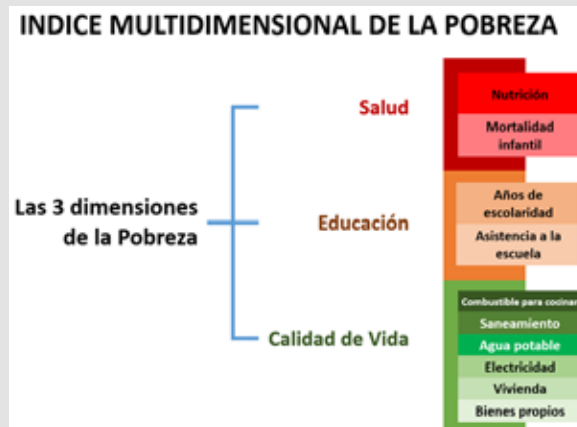 INDICE MULTIDIMENSIONAL DE LA POBREZA
Las 3 dimensiones
de la Pobreza
Salud
Nutrición
Mortalidad
infantil
Educación
Años de
escolaridad
Asistencia a la
escuela
Calidad de Vida
Combustible para cocinar
Saneamiento
Agua potable
Electricidad
Vivienda
Bienes propios